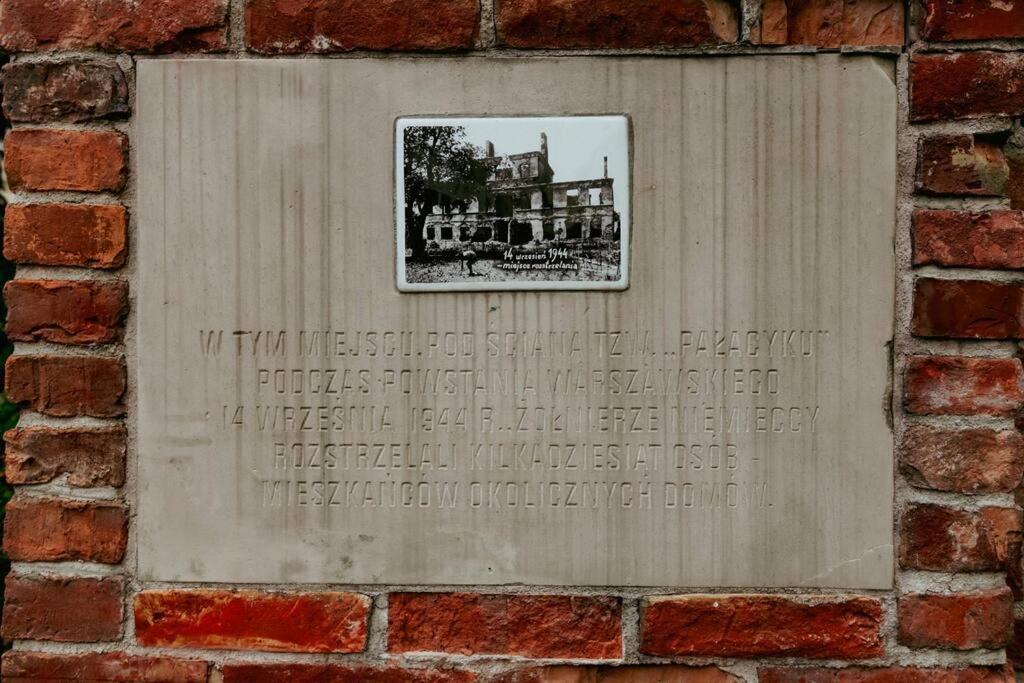 14 wrzesień 1944
– miejsce rozstrzelania
W TYM MIEJSCU, POD ŚCIANĄ TZW. „PAŁACYKU"
PODCZAS POWSTANIA WARSZAWSKIEGO
14 WRZEŚNIA 1944 R., ŻOŁNIERZE NIEMIECCY
ROZSTRZELALI KILKADZIESIĄT OSÓB -
MIESZKAŃCÓW OKOLICZNYCH DOMÓW.